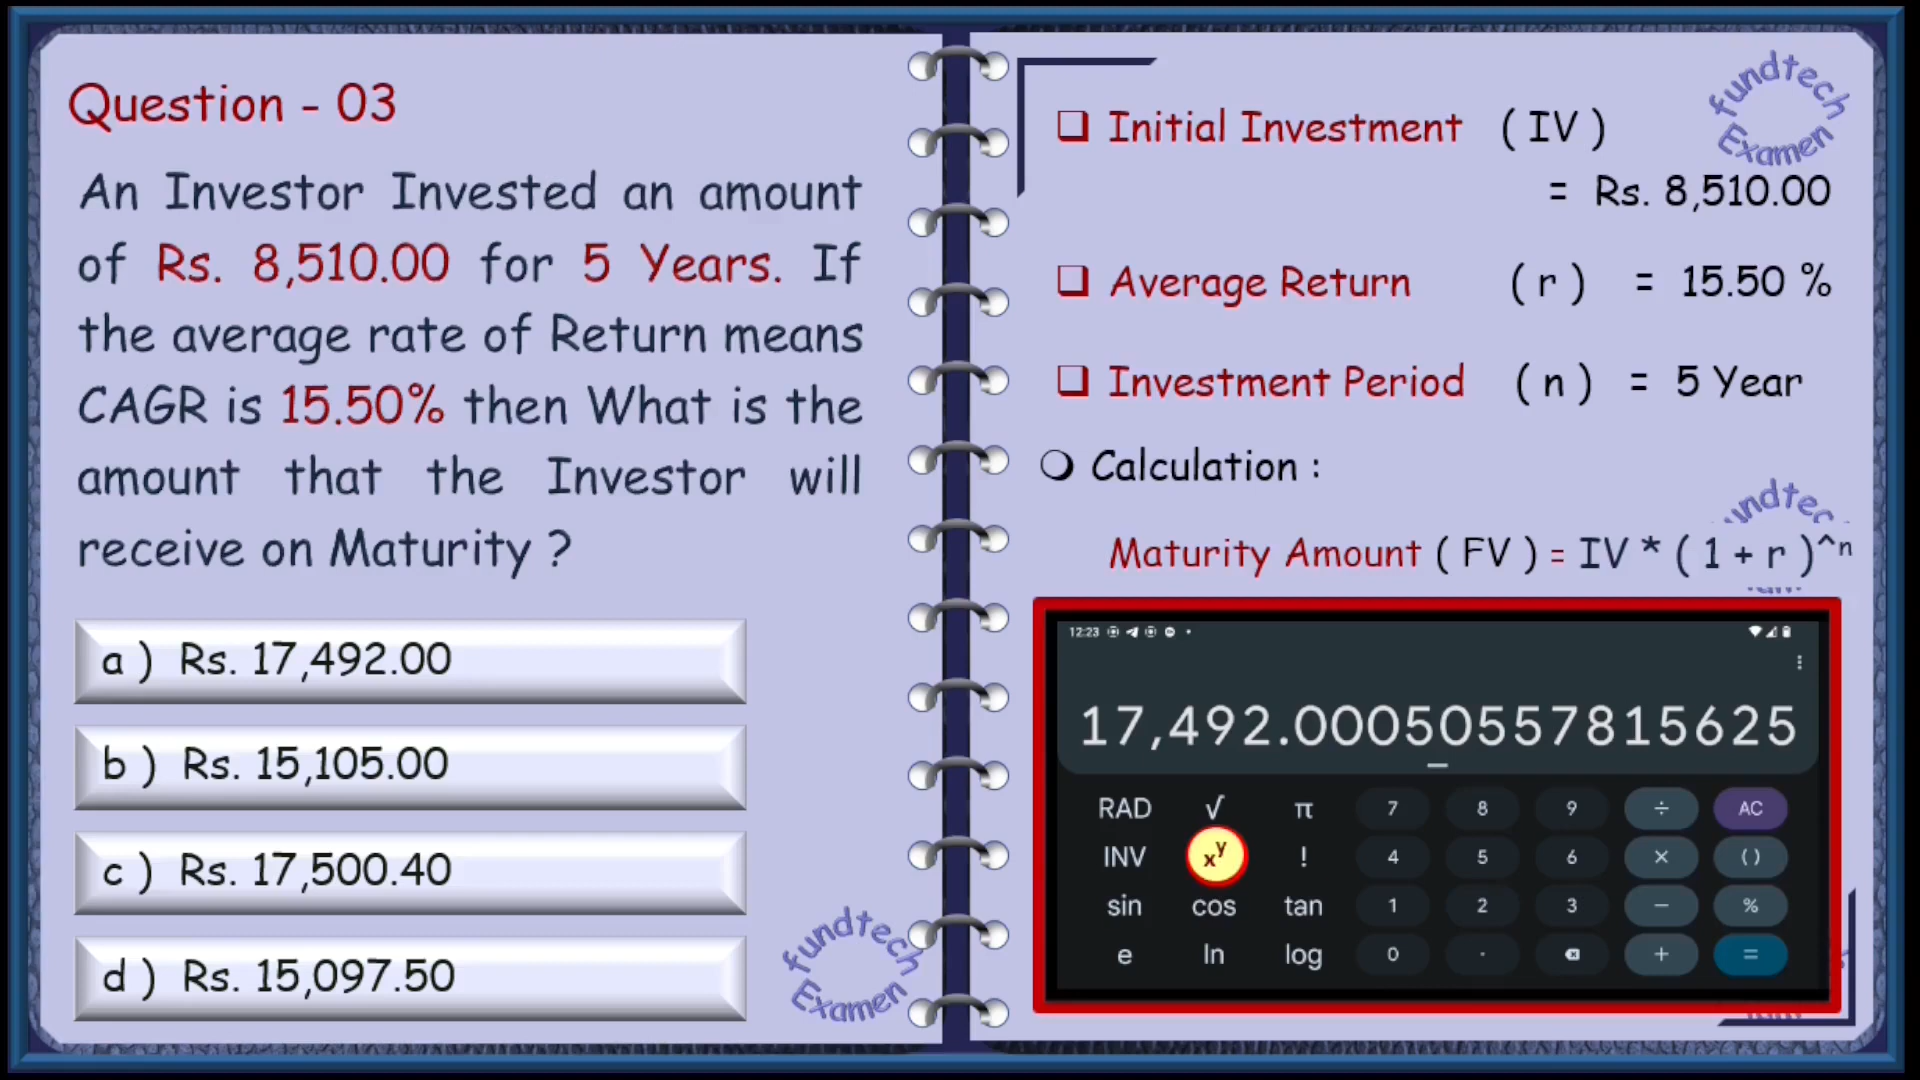 Question - 03
An Investor Invested an amount
of Rs. 8,510.00 for 5 Years. If
the average rate of Return means
CAGR is 15.50% then What is the
amount that the Investor will
receive on Maturity ?
a ) Rs. 17,492.00
b ) Rs. 15,105.00
c ) Rs. 17,500.40
d ) Rs. 15,097.50
fundtech
Examen
fundtech
Examen
❑ Initial Investment ( IV )
= Rs. 8,510.00
❑ Average Return ( r ) = 15.50 %
❑ Investment Period ( n ) = 5 Year
❍ Calculation :
Maturity Amount ( FV ) = IV * ( 1 + r )^n
12:23
17,492.00050557815625
RAD √ π 7 8 9 ÷ AC
INV x^y ! 4 5 6 × ( )
sin cos tan 1 2 3 − %
e ln log 0 . + =